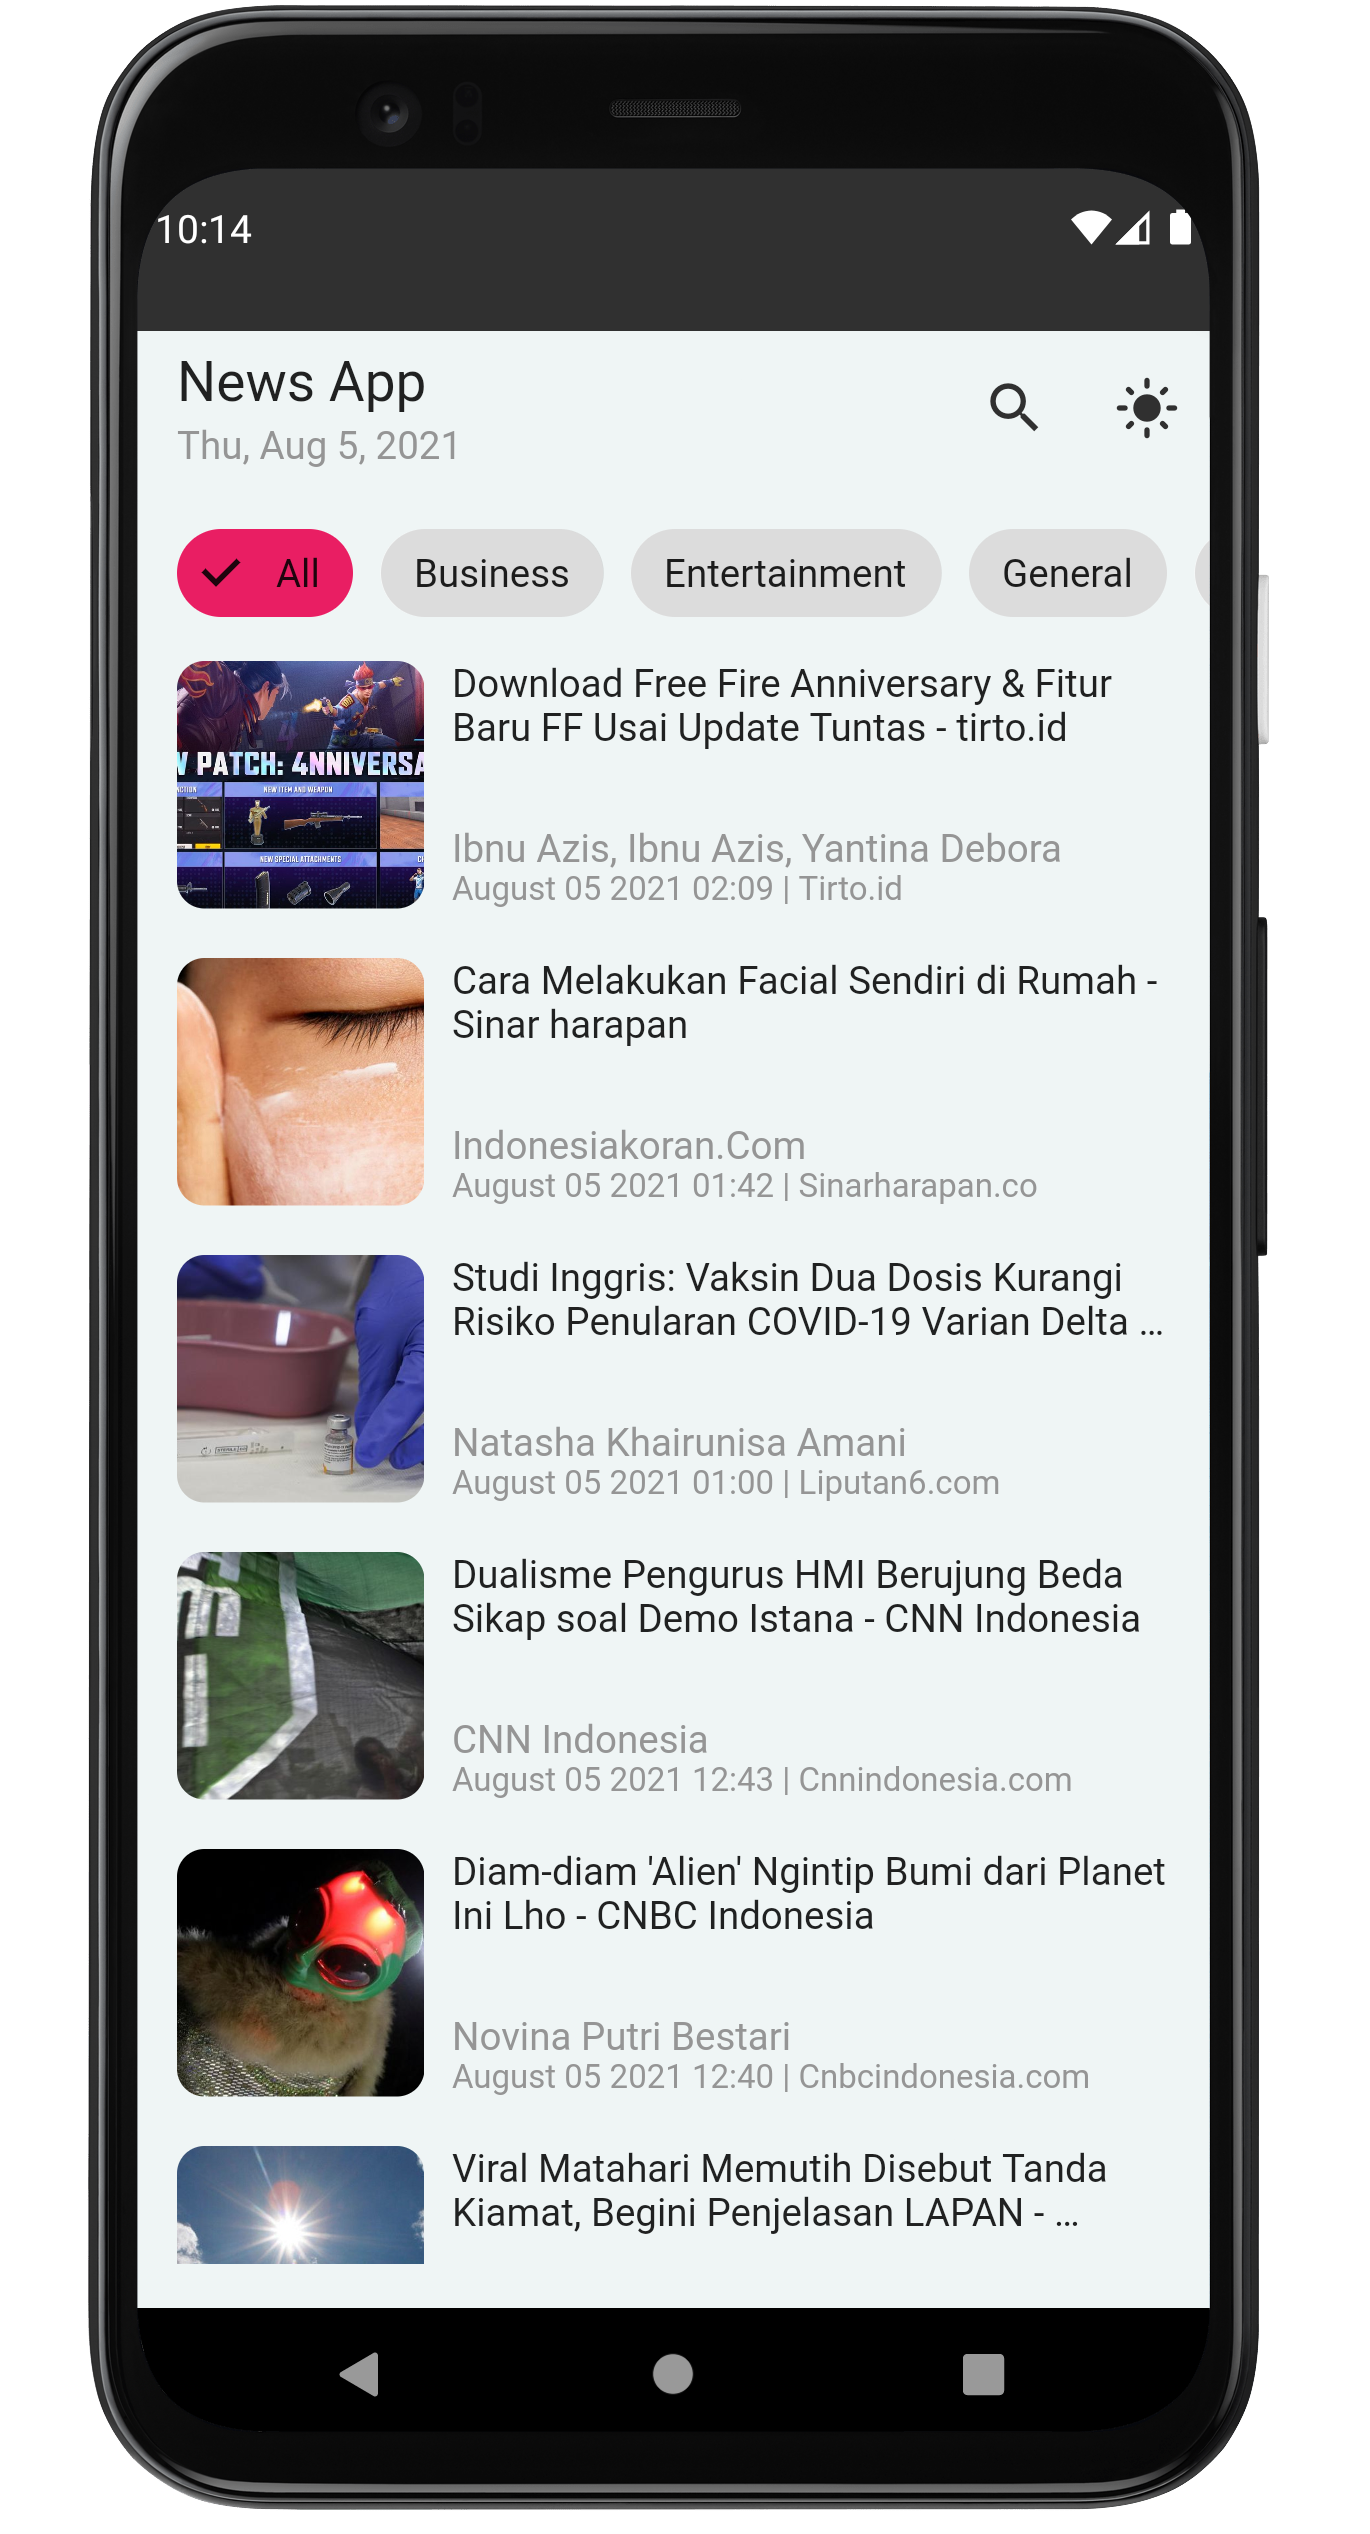 10:14
News App
Thu, Aug 5, 2021
All
Business
Entertainment
General
PATCH: 4NNIVERSA
NEW ITEM AND WEAPON
NEW SPECIAL ATTACHMENTS
Download Free Fire Anniversary & Fitur
Baru FF Usai Update Tuntas - tirto.id
Ibnu Azis, Ibnu Azis, Yantina Debora
August 05 2021 02:09 | Tirto.id
Cara Melakukan Facial Sendiri di Rumah -
Sinar harapan
Indonesiakoran.Com
August 05 2021 01:42 | Sinarharapan.co
Studi Inggris: Vaksin Dua Dosis Kurangi
Risiko Penularan COVID-19 Varian Delta ...
Natasha Khairunisa Amani
August 05 2021 01:00 | Liputan6.com
Dualisme Pengurus HMI Berujung Beda
Sikap soal Demo Istana - CNN Indonesia
CNN Indonesia
August 05 2021 12:43 | Cnnindonesia.com
Diam-diam 'Alien' Ngintip Bumi dari Planet
Ini Lho - CNBC Indonesia
Novina Putri Bestari
August 05 2021 12:40 | Cnbcindonesia.com
Viral Matahari Memutih Disebut Tanda
Kiamat, Begini Penjelasan LAPAN - ...